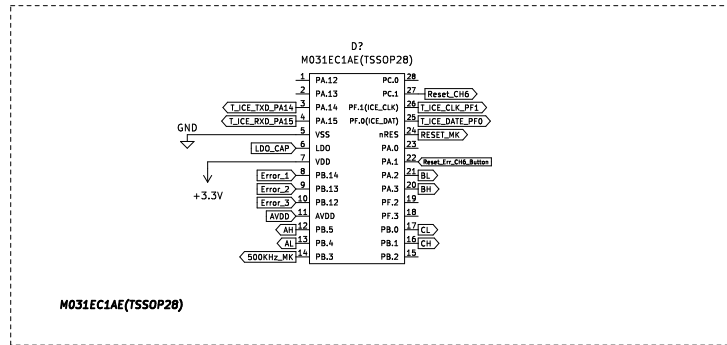 D?
M031EC1AE(TSSOP28)
1 PA.12 PC.0 28
2 PA.13 PC.1 27 Reset_CH6
T_ICE_TXD_PA14 3 PA.14 PF.1(ICE_CLK) 26 T_ICE_CLK_PF1
T_ICE_RXD_PA15 4 PA.15 PF.0(ICE_DAT) 25 T_ICE_DATE_PF0
GND 5 VSS nRES 24 RESET_MK
LDO_CAP 6 LDO PA.0 23
7 VDD PA.1 22 Reset_Err_CH6_Button
Error_1 8 PB.14 PA.2 21 BL
+3.3V Error_2 9 PB.13 PA.3 20 BH
Error_3 10 PB.12 PF.2 19
AVDD 11 AVDD PF.3 18
AH 12 PB.5 PB.0 17 CL
AL 13 PB.4 PB.1 16 CH
500KHz_MK 14 PB.3 PB.2 15
M031EC1AE(TSSOP28)